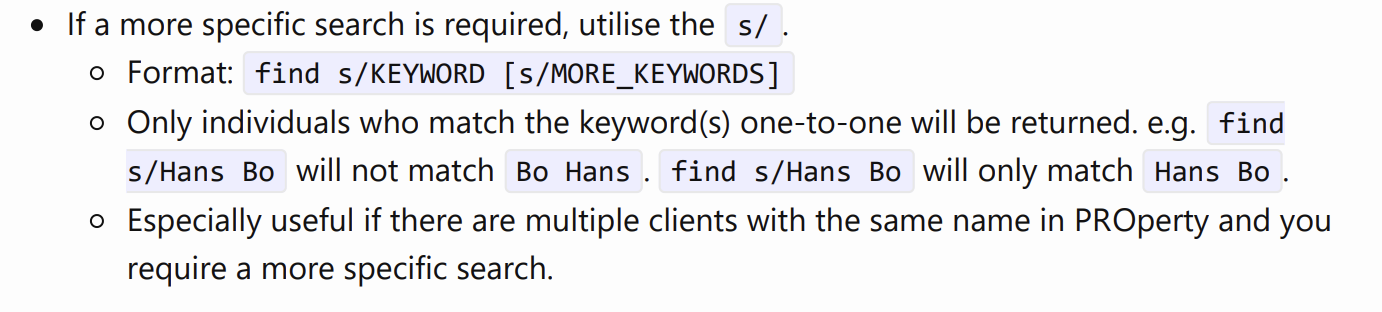 • If a more specific search is required, utilise the s/ .
○ Format: find s/KEYWORD [s/MORE_KEYWORDS]
○ Only individuals who match the keyword(s) one-to-one will be returned. e.g. find
s/Hans Bo will not match Bo Hans . find s/Hans Bo will only match Hans Bo .
○ Especially useful if there are multiple clients with the same name in PROperty and you
require a more specific search.